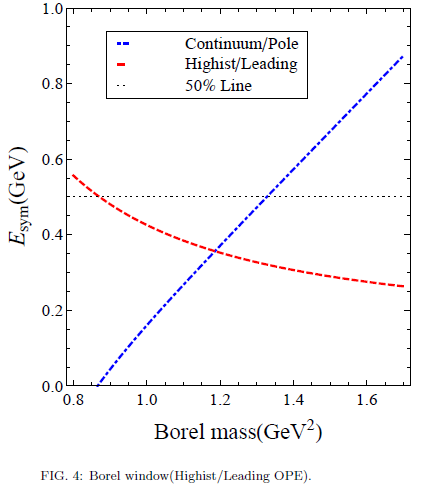 1.0
Continuum/Pole
Highist/Leading
50% Line
0.8
0.6
0.4
0.2
0.0
E_sym(GeV)
0.8 1.0 1.2 1.4 1.6
Borel mass(GeV²)
FIG. 4: Borel window(Highist/Leading OPE).